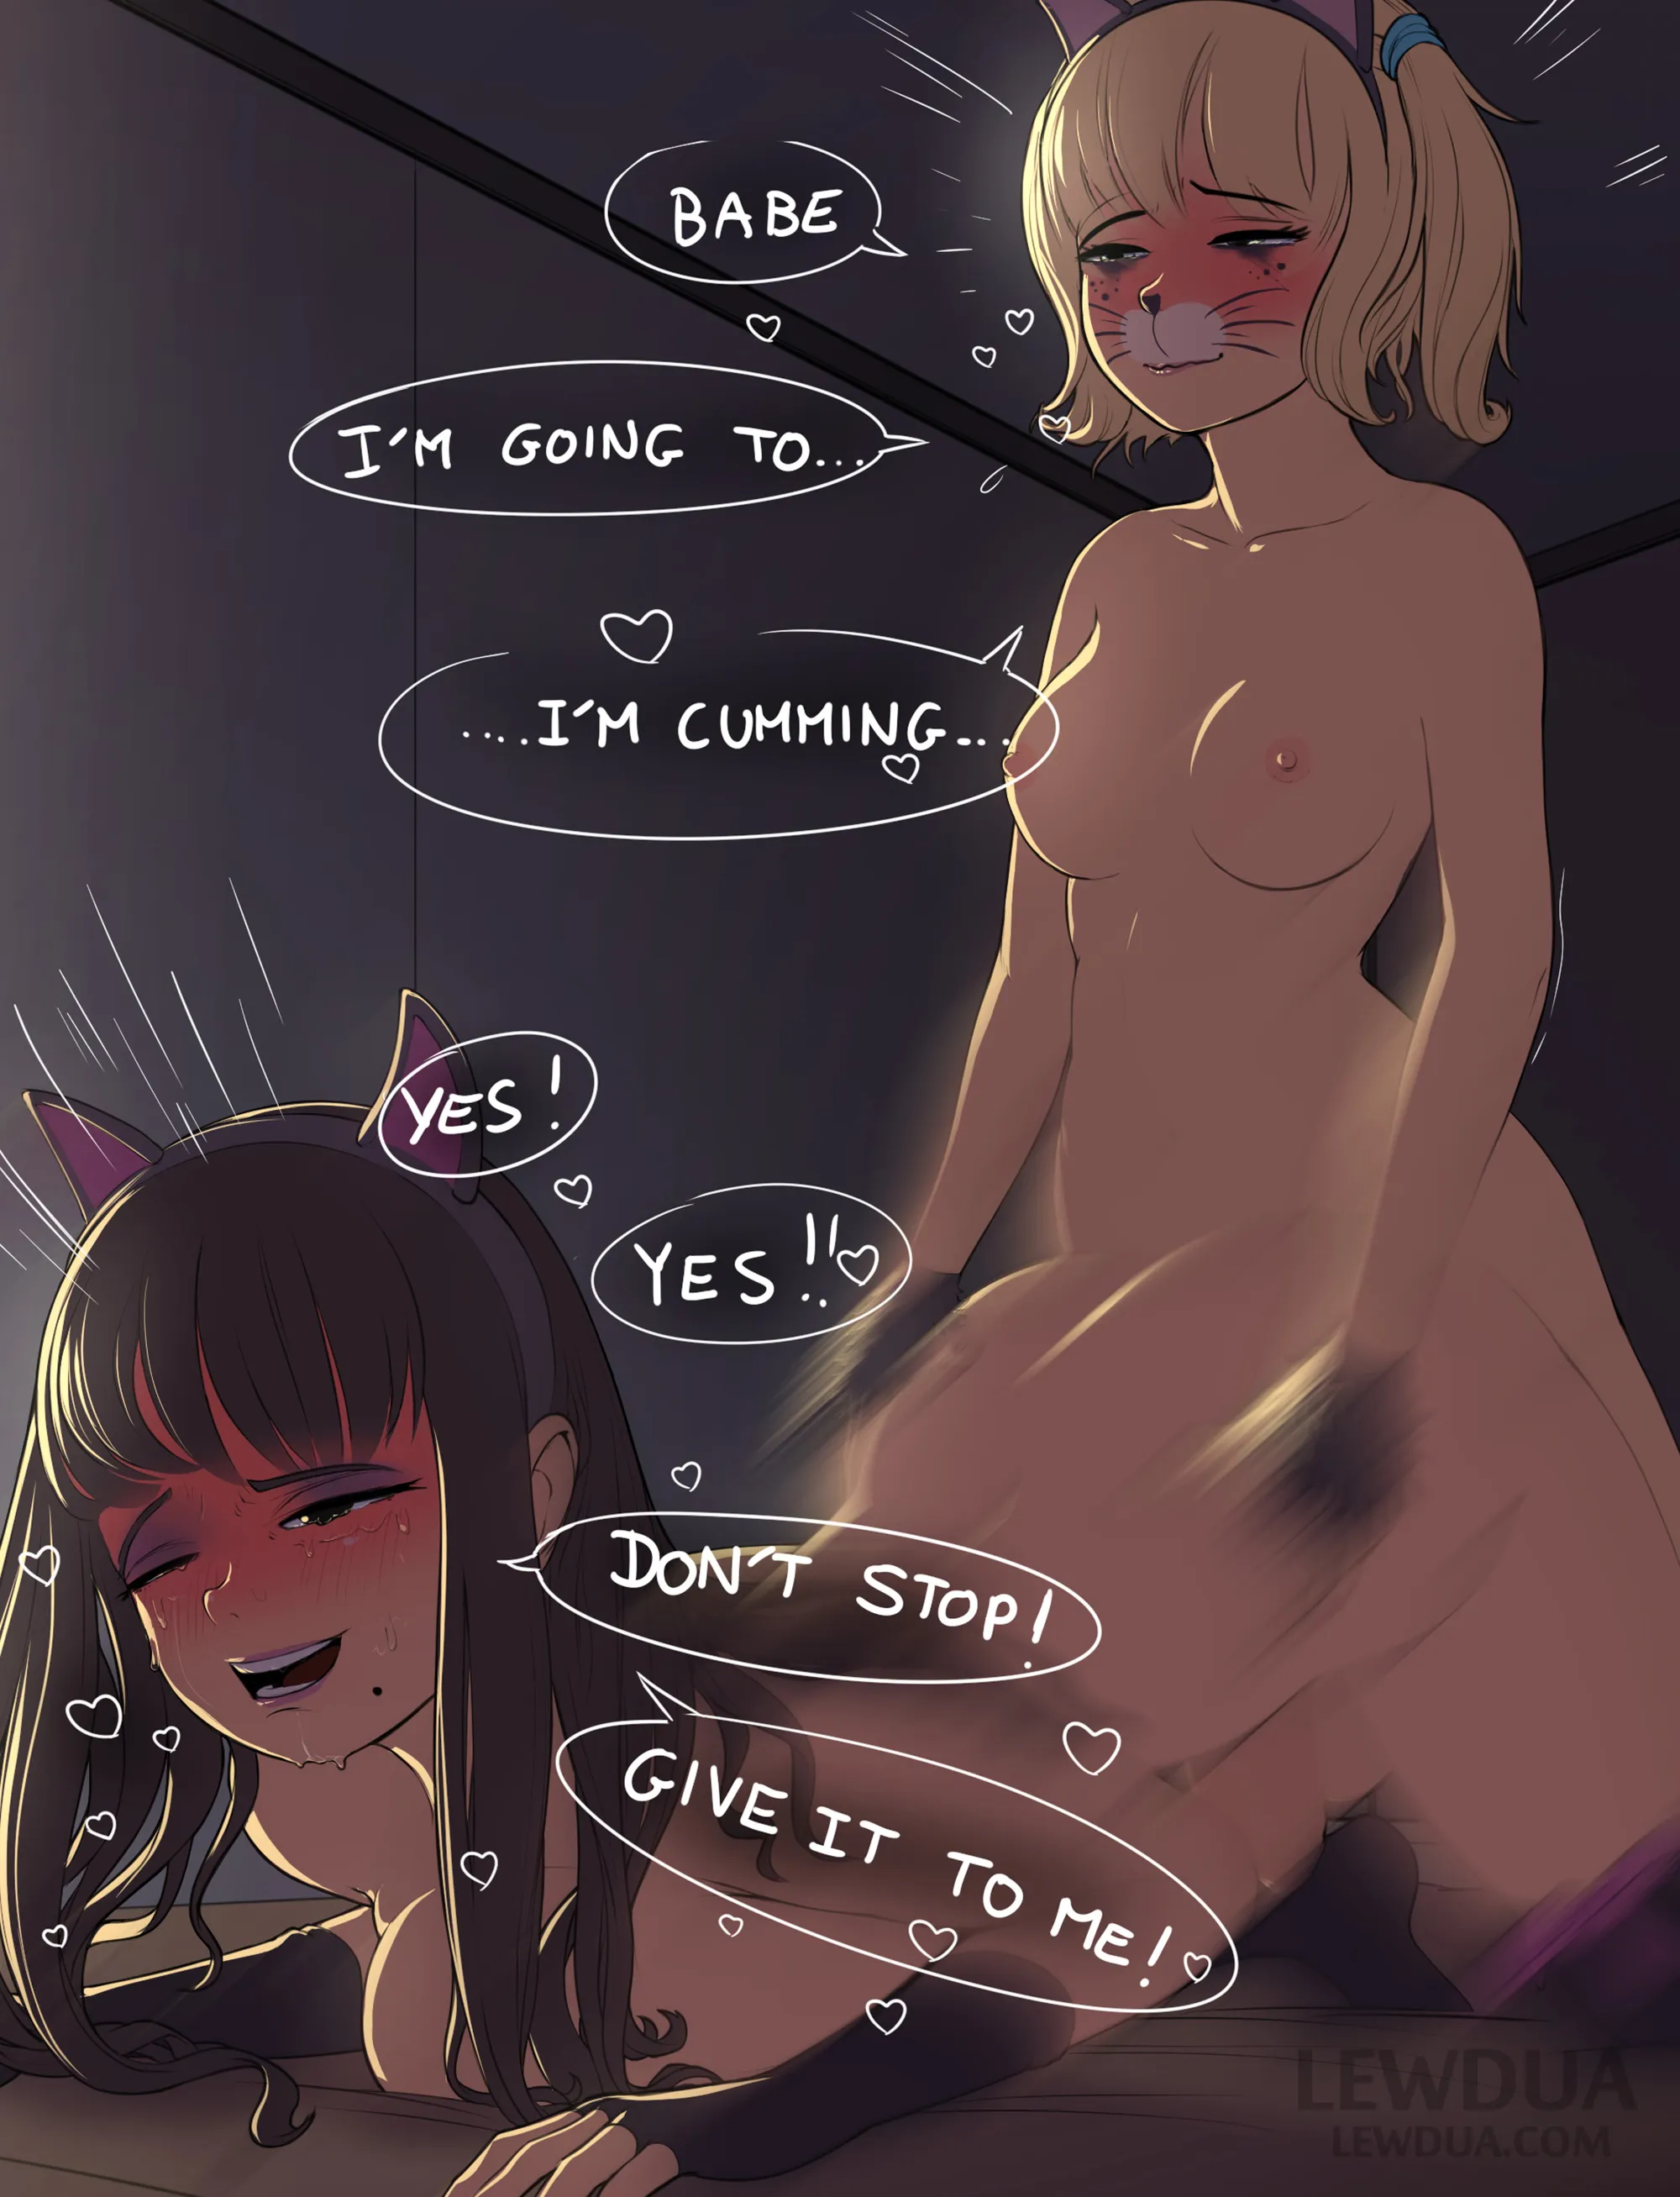 BABE
I'M GOING TO...
....I'M CUMMING...
YES!
YES!!
DON'T STOP!
GIVE IT TO ME!
LEWDUA
LEWDUA.COM